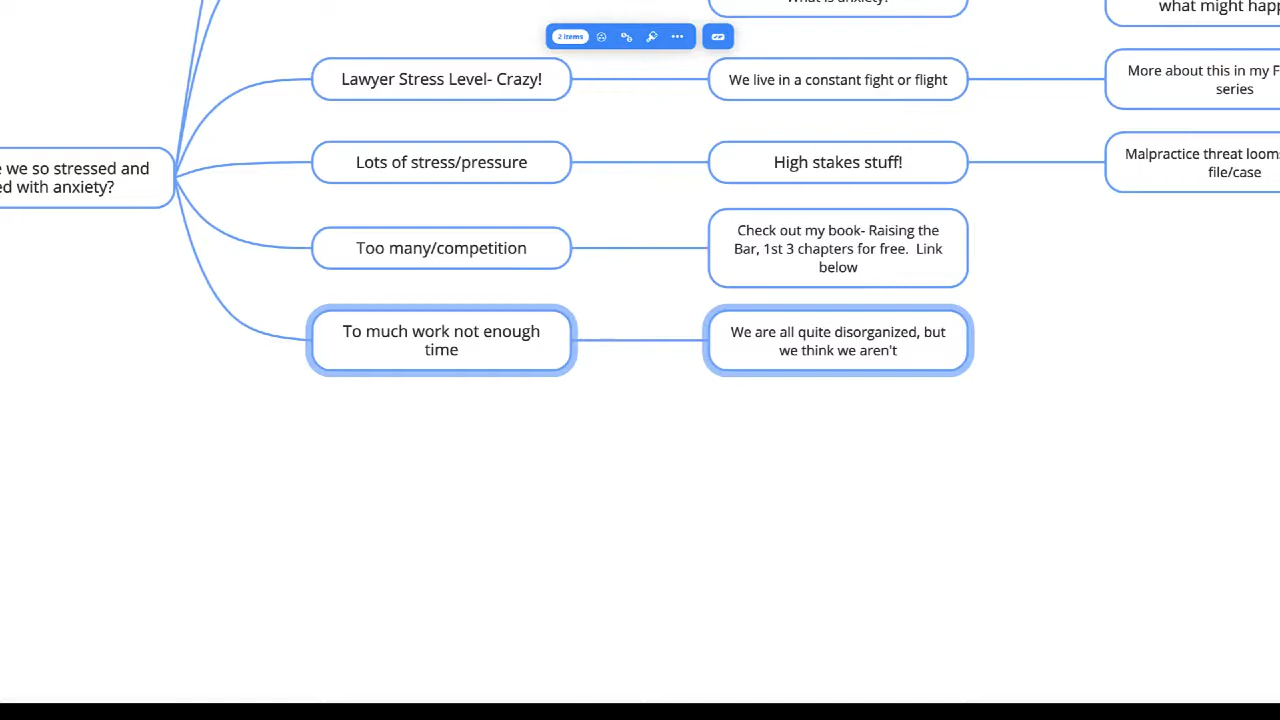 What is anxiety?
what might happ
2 items
Lawyer Stress Level- Crazy!
We live in a constant fight or flight
More about this in my F
series
e we so stressed and
ed with anxiety?
Lots of stress/pressure
High stakes stuff!
Malpractice threat looms
file/case
Too many/competition
Check out my book- Raising the
Bar, 1st 3 chapters for free. Link
below
To much work not enough
time
We are all quite disorganized, but
we think we aren't